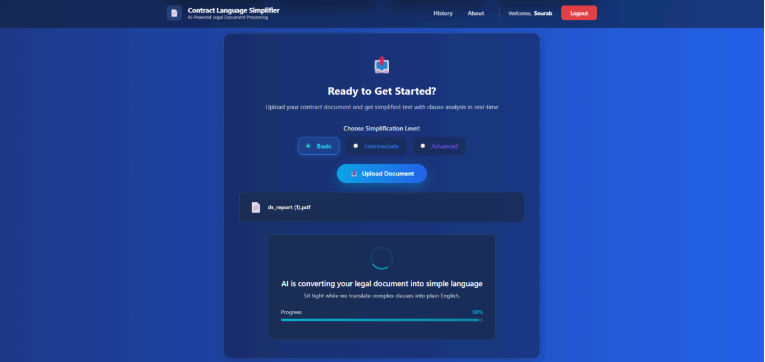 Contract Language Simplifier
AI-Powered Legal Document Processing
History
About
Welcome, Sourab
Logout
Ready to Get Started?
Upload your contract document and get simplified text with clause analysis in real-time
Choose Simplification Level:
Basic
Intermediate
Advanced
Upload Document
ds_report (1).pdf
AI is converting your legal document into simple language
Sit tight while we translate complex clauses into plain English.
Progress
98%